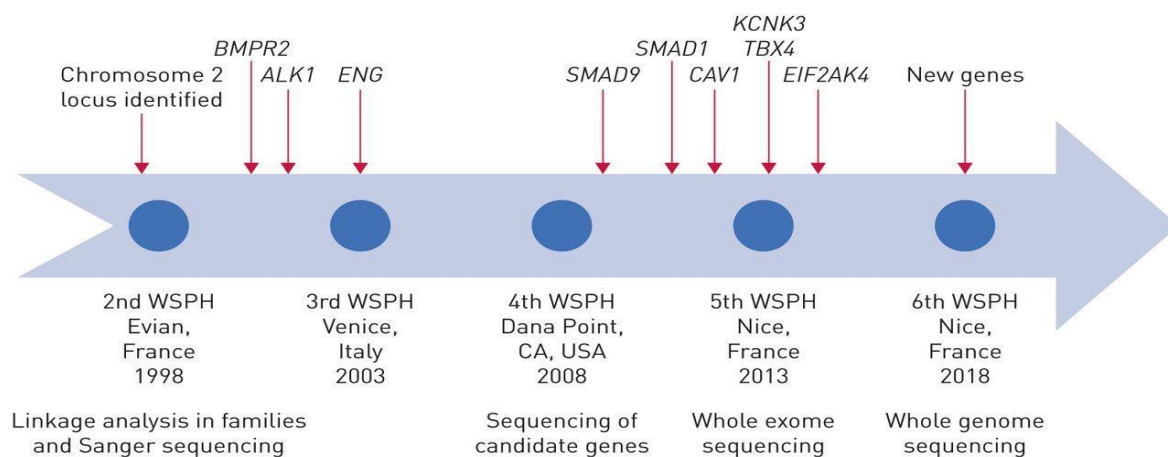 Chromosome 2
locus identified
BMPR2
ALK1
ENG
SMAD9
SMAD1
CAV1
KCNK3
TBX4
EIF2AK4
New genes
2nd WSPH
Evian,
France
1998
3rd WSPH
Venice,
Italy
2003
4th WSPH
Dana Point,
CA, USA
2008
5th WSPH
Nice,
France
2013
6th WSPH
Nice,
France
2018
Linkage analysis in families
and Sanger sequencing
Sequencing of
candidate genes
Whole exome
sequencing
Whole genome
sequencing